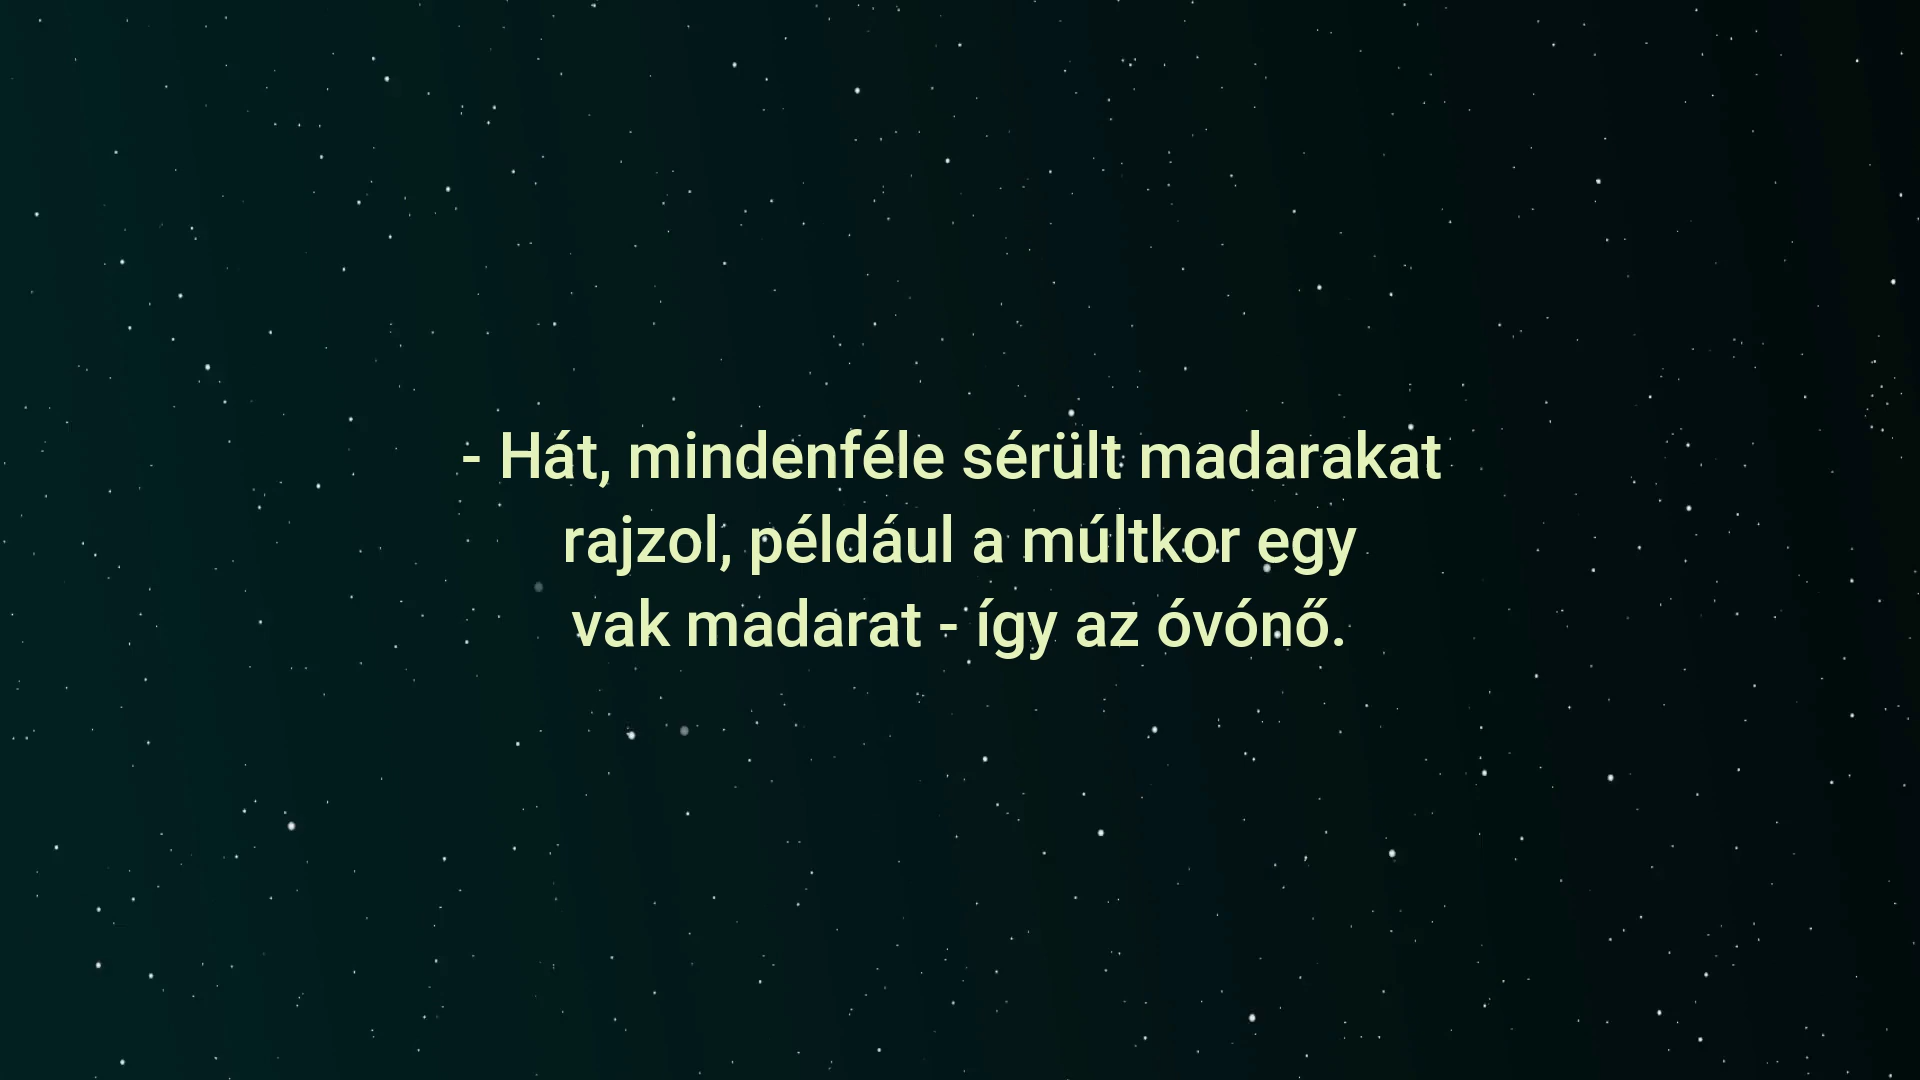 - Hát, mindenféle sérült madarakat
rajzol, például a múltkor egy
vak madarat - így az óvónő.